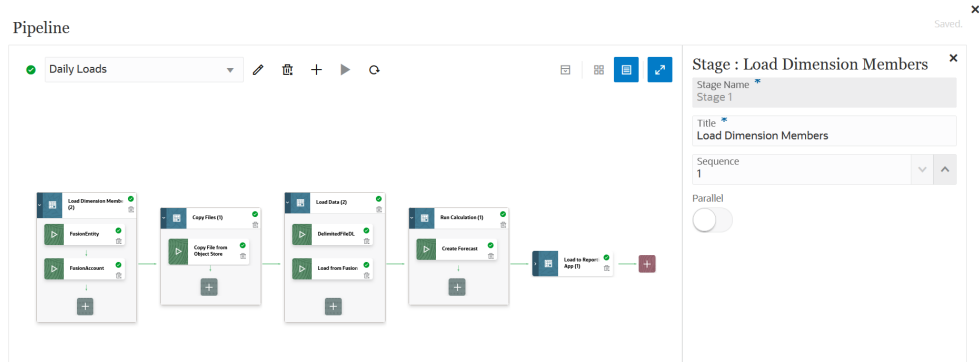 Pipeline
Saved.
Daily Loads
Stage : Load Dimension Members
Stage Name *
Stage 1
Title *
Load Dimension Members
Sequence
1
Parallel
Load Dimension Memb
(2)
FusionEntity
FusionAccount
Copy Files (1)
Copy File from
Object Store
Load Data (2)
DelimitedFileDL
Load from Fusion
Run Calculation (1)
Create Forecast
Load to Report
App (1)